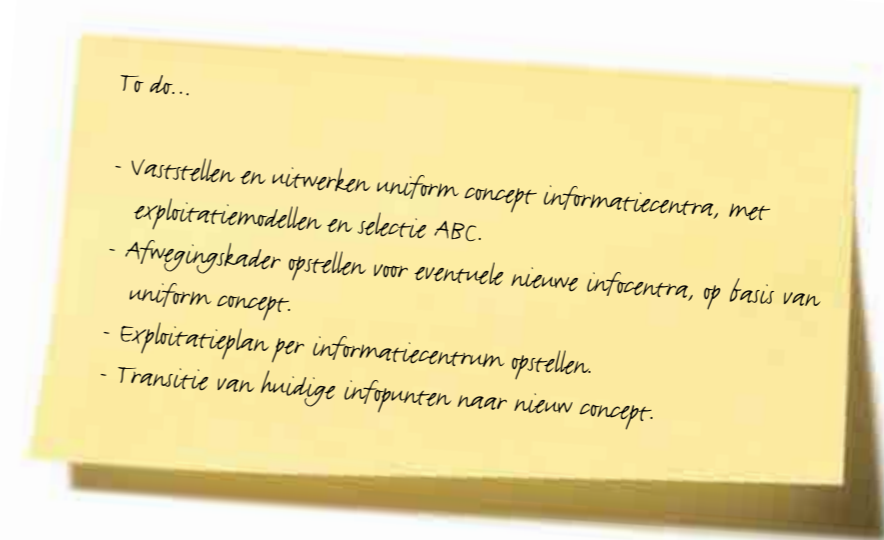 To do...
- Vaststellen en uitwerken uniform concept informatiecentra, met
exploitatiemodellen en selectie ABC.
- Afwegingskader opstellen voor eventuele nieuwe infocentra, op basis van
uniform concept.
- Exploitatieplan per informatiecentrum opstellen.
- Transitie van huidige infopunten naar nieuw concept.